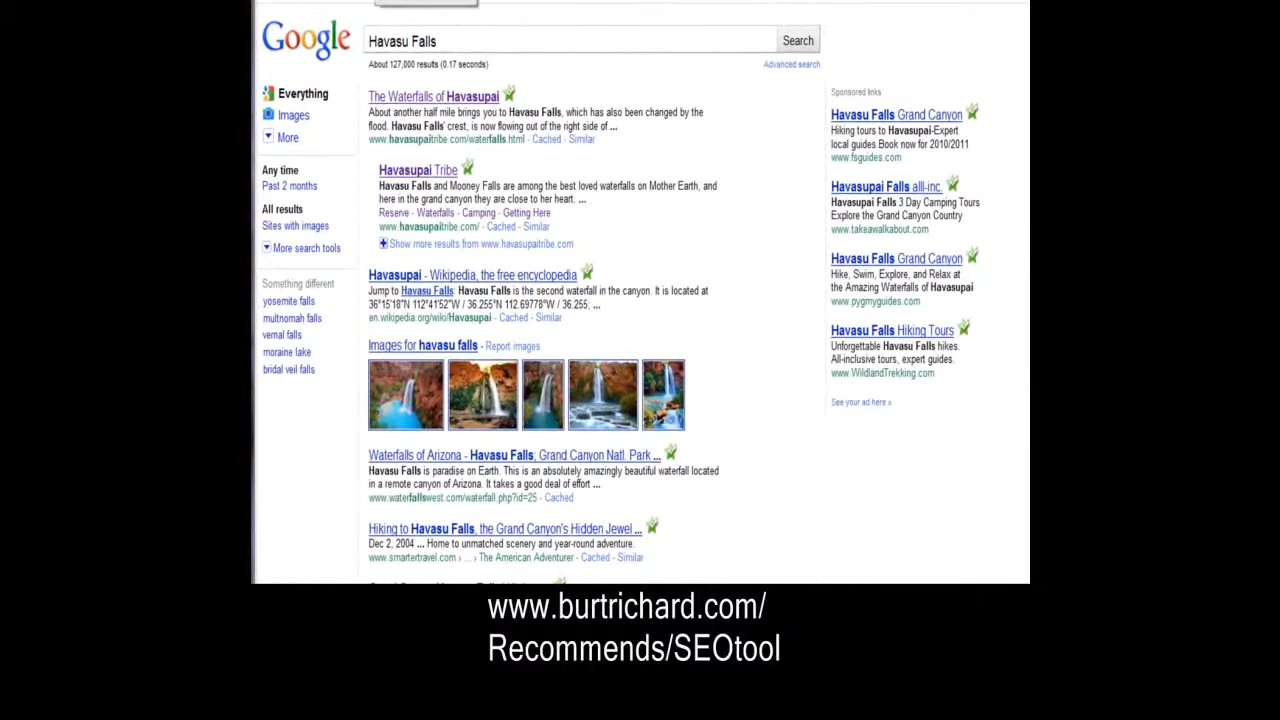 Google
Havasu Falls
Search
About 127,000 results (0.17 seconds)
Advanced search
Everything
Images
More
Any time
Past 2 months
All results
Sites with images
More search tools
Something different
yosemite falls
multnomah falls
vernal falls
moraine lake
bridal veil falls
The Waterfalls of Havasupai
About another half mile brings you to Havasu Falls, which has also been changed by the
flood. Havasu Falls' crest, is now flowing out of the right side of ...
www.havasupaitribe.com/waterfalls.html - Cached - Similar
Havasupai Tribe
Havasu Falls and Mooney Falls are among the best loved waterfalls on Mother Earth, and
here in the grand canyon they are close to her heart. ...
Reserve - Waterfalls - Camping - Getting Here
www.havasupaitribe.com/ - Cached - Similar
Show more results from www.havasupaitribe.com
Havasupai - Wikipedia, the free encyclopedia
Jump to Havasu Falls: Havasu Falls is the second waterfall in the canyon. It is located at
36°15'18"N 112°41'52"W / 36.255°N 112.69778°W / 36.255; ...
en.wikipedia.org/wiki/Havasupai - Cached - Similar
Images for havasu falls - Report images
Waterfalls of Arizona - Havasu Falls; Grand Canyon Natl. Park ...
Havasu Falls is paradise on Earth. This is an absolutely amazingly beautiful waterfall located
in a remote canyon of Arizona. It takes a good deal of effort ...
www.waterfallswest.com/waterfall.php?id=25 - Cached
Hiking to Havasu Falls, the Grand Canyon's Hidden Jewel ...
Dec 2, 2004 ... Home to unmatched scenery and year-round adventure.
www.smartertravel.com › ... › The American Adventurer - Cached - Similar
Sponsored links
Havasu Falls Grand Canyon
Hiking tours to Havasupai-Expert
local guides.Book now for 2010/2011
www.fsguides.com
Havasupai Falls alll-inc.
Havasupai Falls 3 Day Camping Tours
Explore the Grand Canyon Country
www.takeawalkabout.com
Havasu Falls Grand Canyon
Hike, Swim, Explore, and Relax at
the Amazing Waterfalls of Havasupai
www.pygmyguides.com
Havasu Falls Hiking Tours
Unforgettable Havasu Falls hikes.
All-inclusive tours, expert guides.
www.WildlandTrekking.com
See your ad here »
www.burtrichard.com/
Recommends/SEOtool